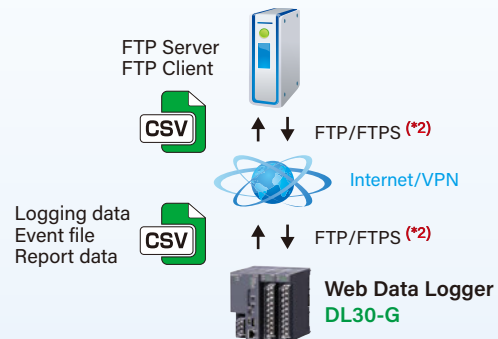 FTP Server
FTP Client
CSV
FTP/FTPS (*2)
Internet/VPN
Logging data
Event file
Report data
CSV
FTP/FTPS (*2)
Web Data Logger
DL30-G